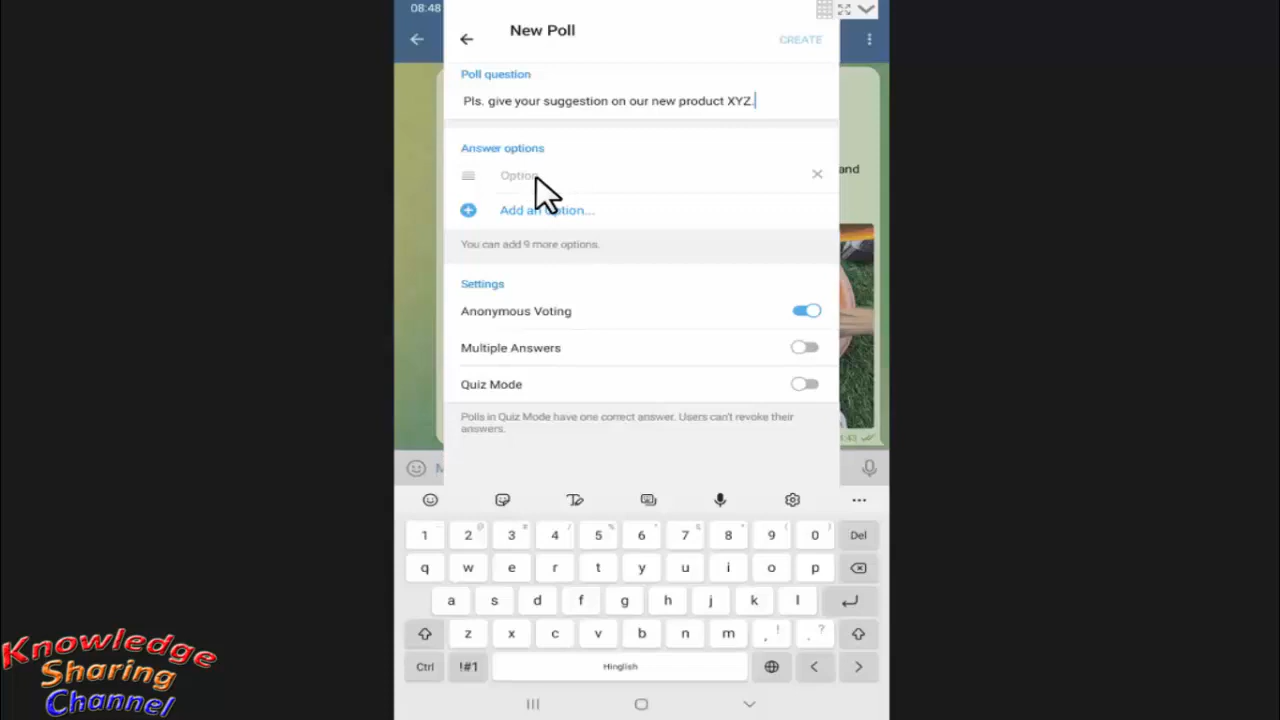 08:48
New Poll
CREATE
Poll question
Pls. give your suggestion on our new product XYZ.
Answer options
Option
and
Add an option...
You can add 9 more options.
Settings
Anonymous Voting
Multiple Answers
Quiz Mode
Polls in Quiz Mode have one correct answer. Users can't revoke their
answers.
1 2 3 4 5 6 7 8 9 0 Del
q w e r t y u i o p
a s d f g h j k l
z x c v b n m , ! . ?
Ctrl !#1 Hinglish < >
Knowledge
Sharing
Channel